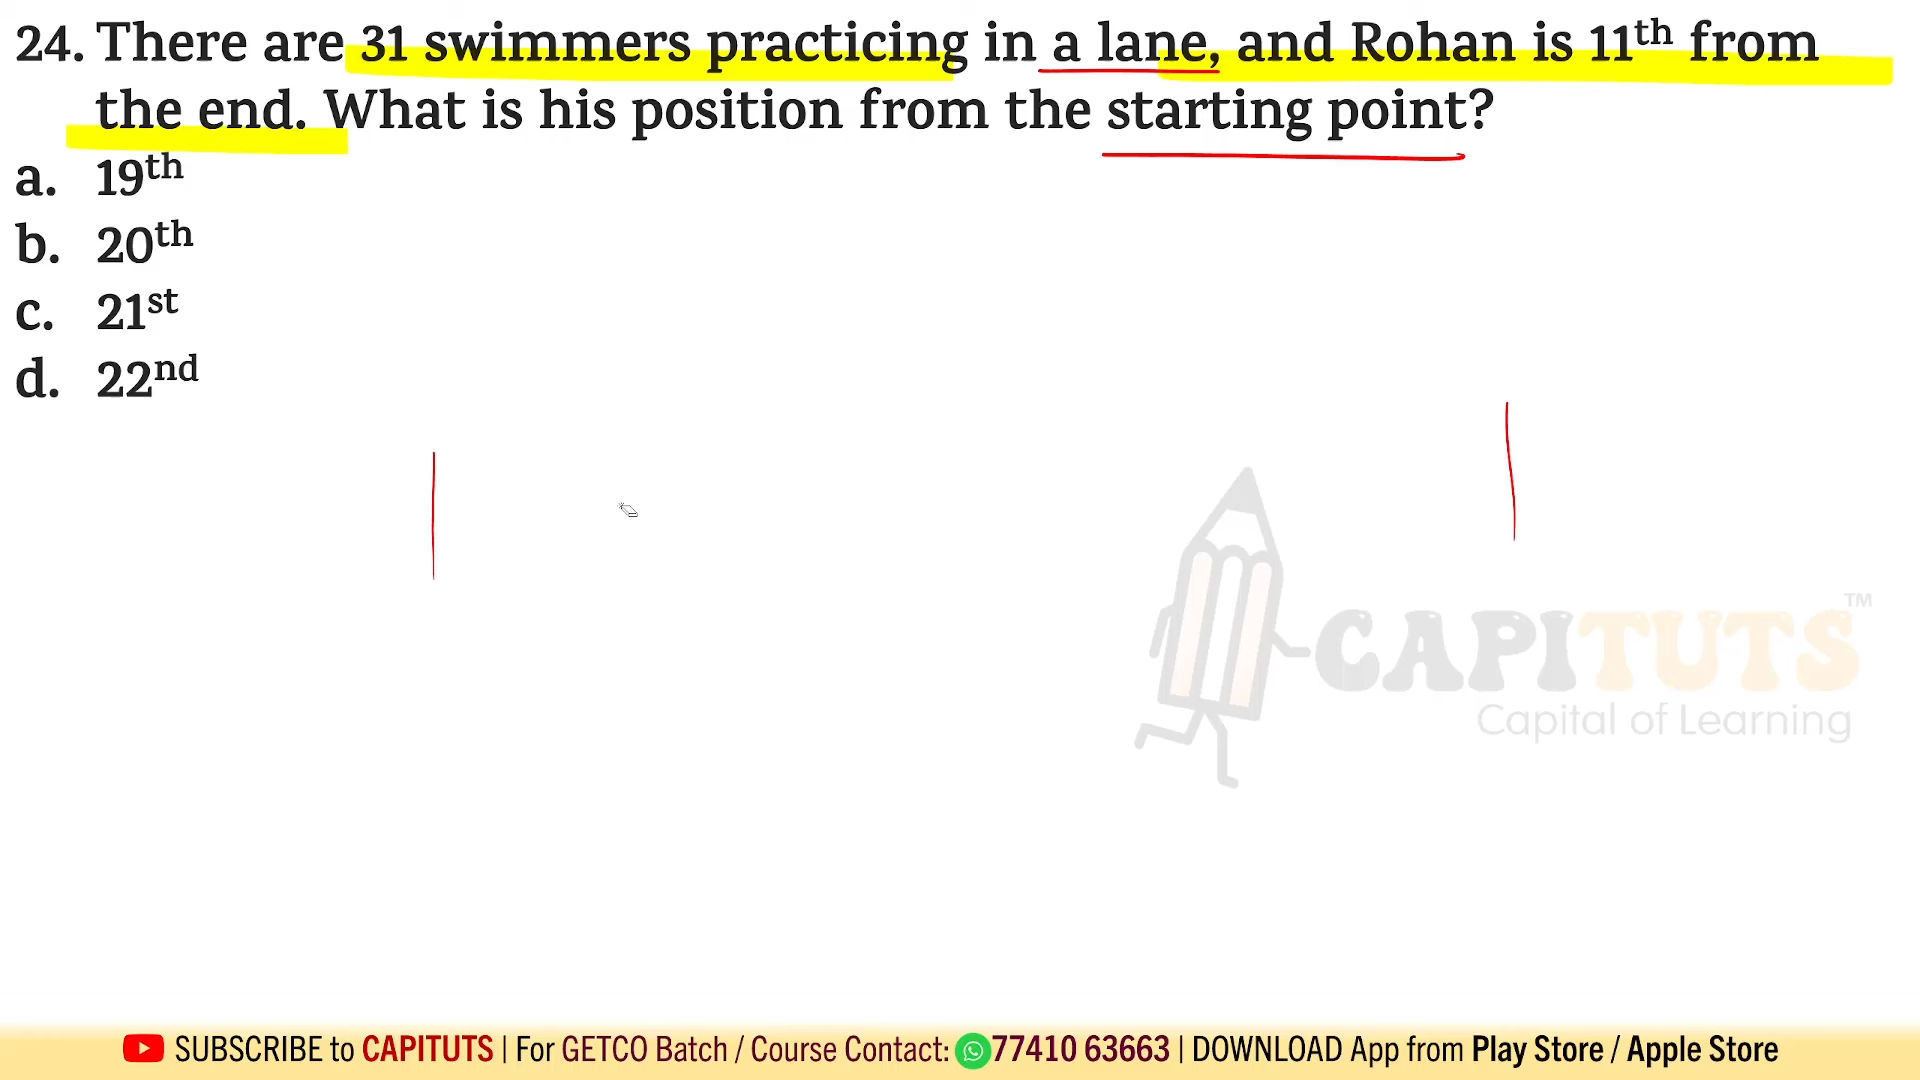 24. There are 31 swimmers practicing in a lane, and Rohan is 11th from
the end. What is his position from the starting point?
a. 19th
b. 20th
c. 21st
d. 22nd
CAPITUTS™
Capital of Learning
SUBSCRIBE to CAPITUTS | For GETCO Batch / Course Contact: 77410 63663 | DOWNLOAD App from Play Store / Apple Store